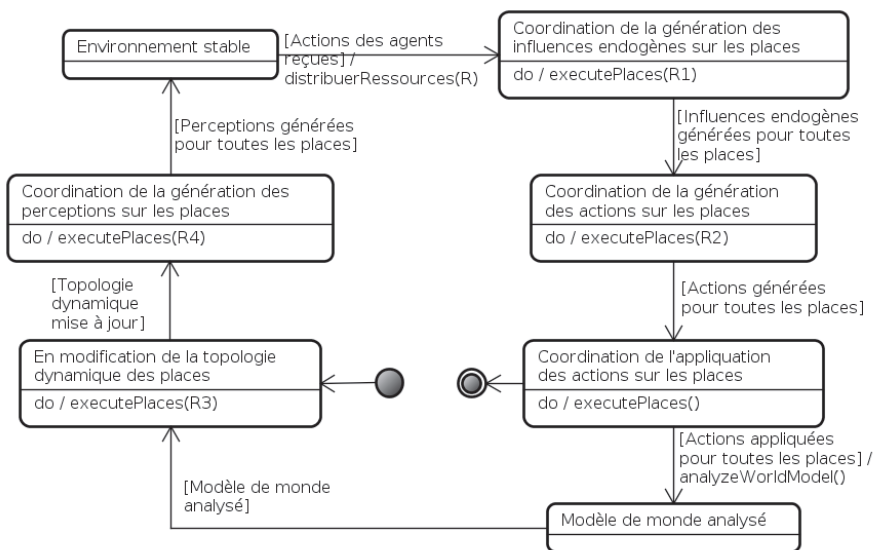 Environnement stable
[Actions des agents
reçues] /
distribuerRessources(R)
Coordination de la génération des
influences endogènes sur les places
do / executePlaces(R1)
[Influences endogènes
générées pour toutes
les places]
Coordination de la génération
des actions sur les places
do / executePlaces(R2)
[Actions générées
pour toutes les places]
Coordination de l'appliquation
des actions sur les places
do / executePlaces()
[Actions appliquées
pour toutes les places] /
analyzeWorldModel()
Modèle de monde analysé
[Modèle de monde
analysé]
En modification de la topologie
dynamique des places
do / executePlaces(R3)
[Topologie
dynamique
mise à jour]
Coordination de la génération des
perceptions sur les places
do / executePlaces(R4)
[Perceptions générées
pour toutes les places]